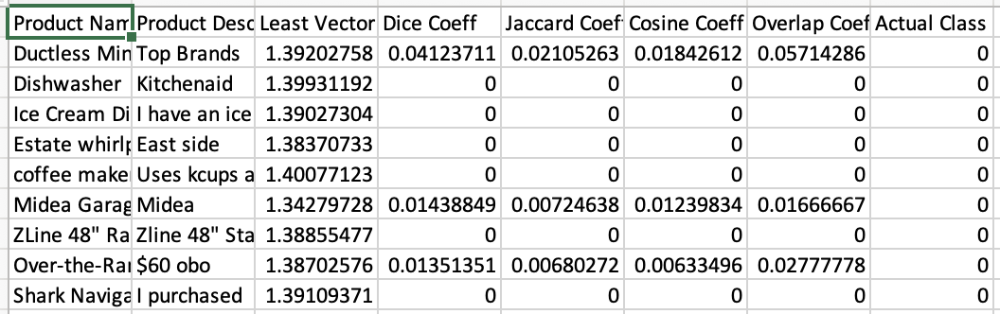 Product Nam Product Desc Least Vector Dice Coeff Jaccard Coef Cosine Coeff Overlap Coef Actual Class
Ductless Min Top Brands 1.39202758 0.04123711 0.02105263 0.01842612 0.05714286 0
Dishwasher Kitchenaid 1.39931192 0 0 0 0 0
Ice Cream Di I have an ice 1.39027304 0 0 0 0 0
Estate whirlp East side 1.38370733 0 0 0 0 0
coffee make Uses kcups a 1.40077123 0 0 0 0 0
Midea Garag Midea 1.34279728 0.01438849 0.00724638 0.01239834 0.01666667 0
ZLine 48" Ra Zline 48" Sta 1.38855477 0 0 0 0 0
Over-the-Ran $60 obo 1.38702576 0.01351351 0.00680272 0.00633496 0.02777778 0
Shark Naviga I purchased 1.39109371 0 0 0 0 0